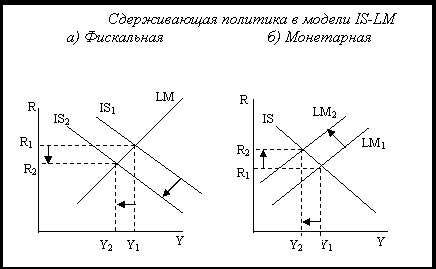 Сдерживающая политика в модели IS-LM
а) Фискальная б) Монетарная
R IS₂ IS₁ LM
R₁
R₂
Y₂ Y₁ Y
R IS LM₂
R₂ LM₁
R₁
Y₂ Y₁ Y